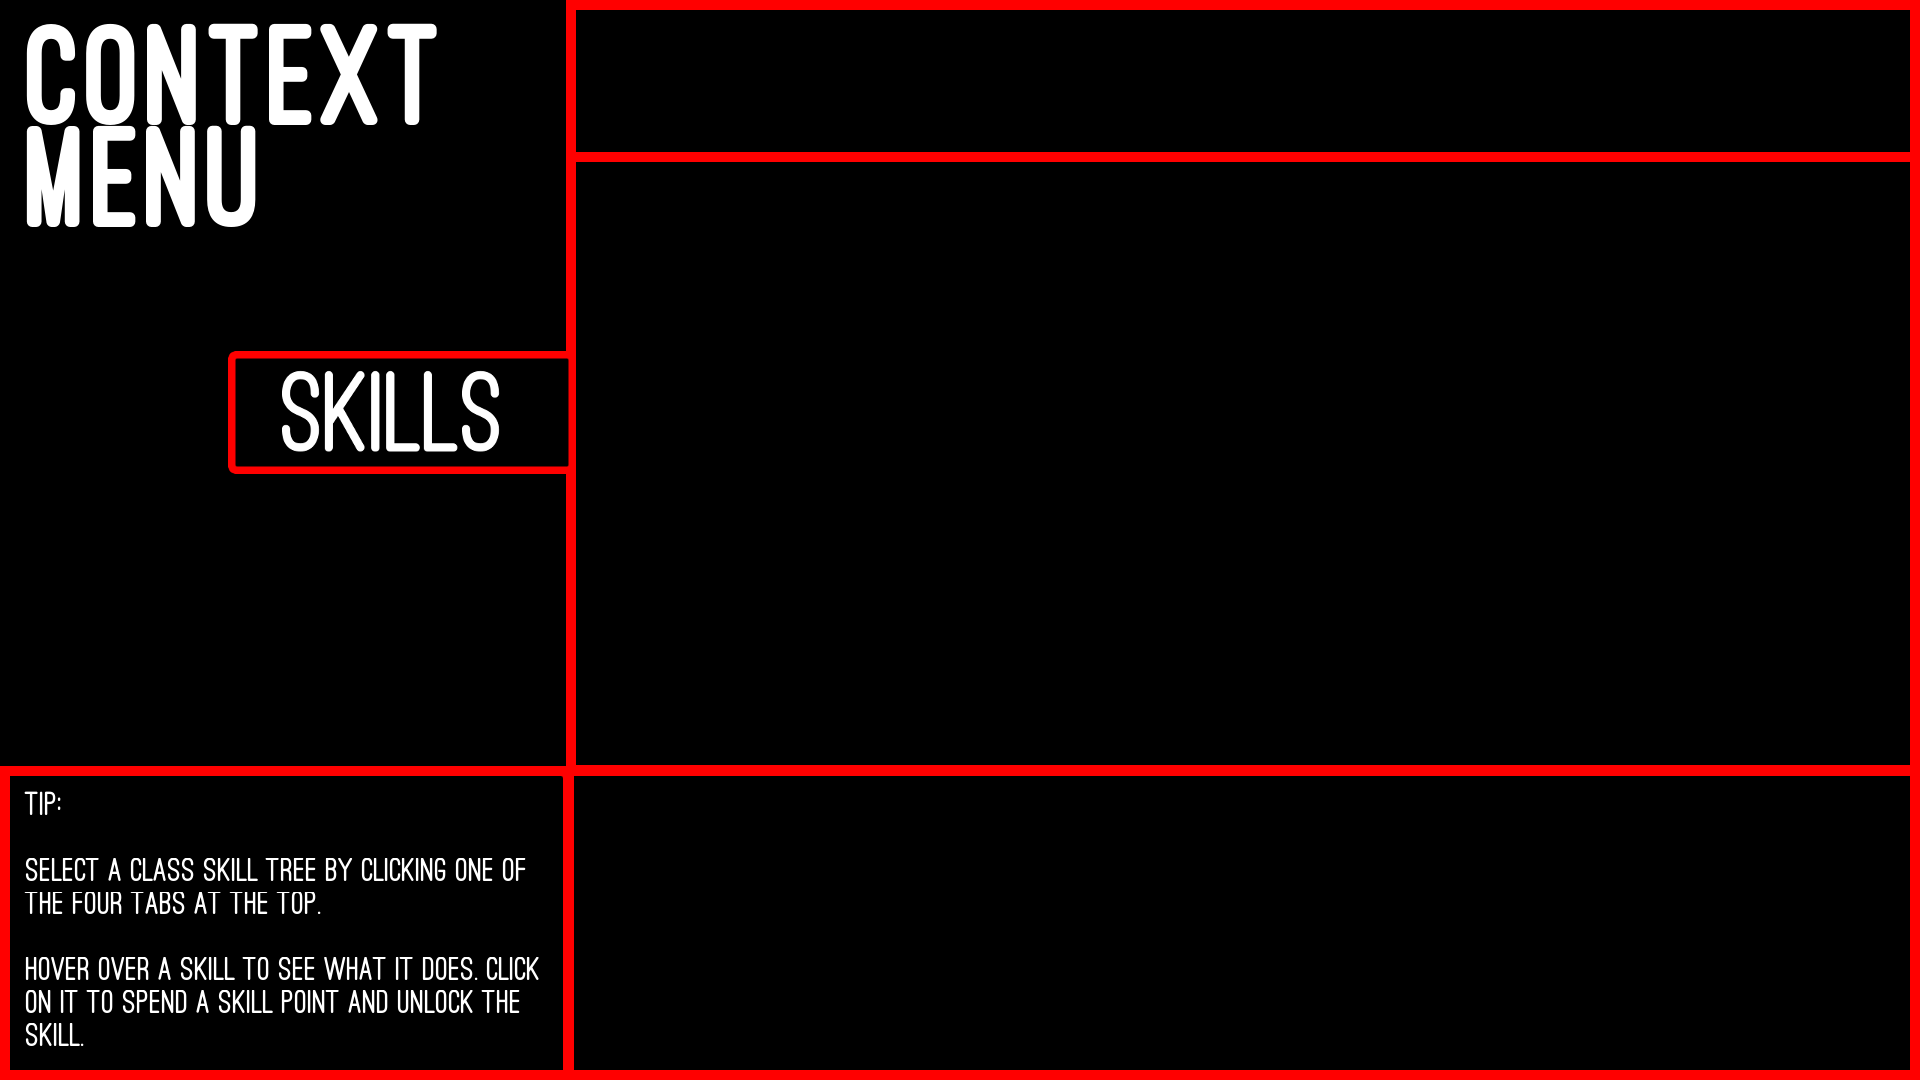 CONTEXT
MENU
SKILLS
TIP:
SELECT A CLASS SKILL TREE BY CLICKING ONE OF
THE FOUR TABS AT THE TOP.
HOVER OVER A SKILL TO SEE WHAT IT DOES. CLICK
ON IT TO SPEND A SKILL POINT AND UNLOCK THE
SKILL.